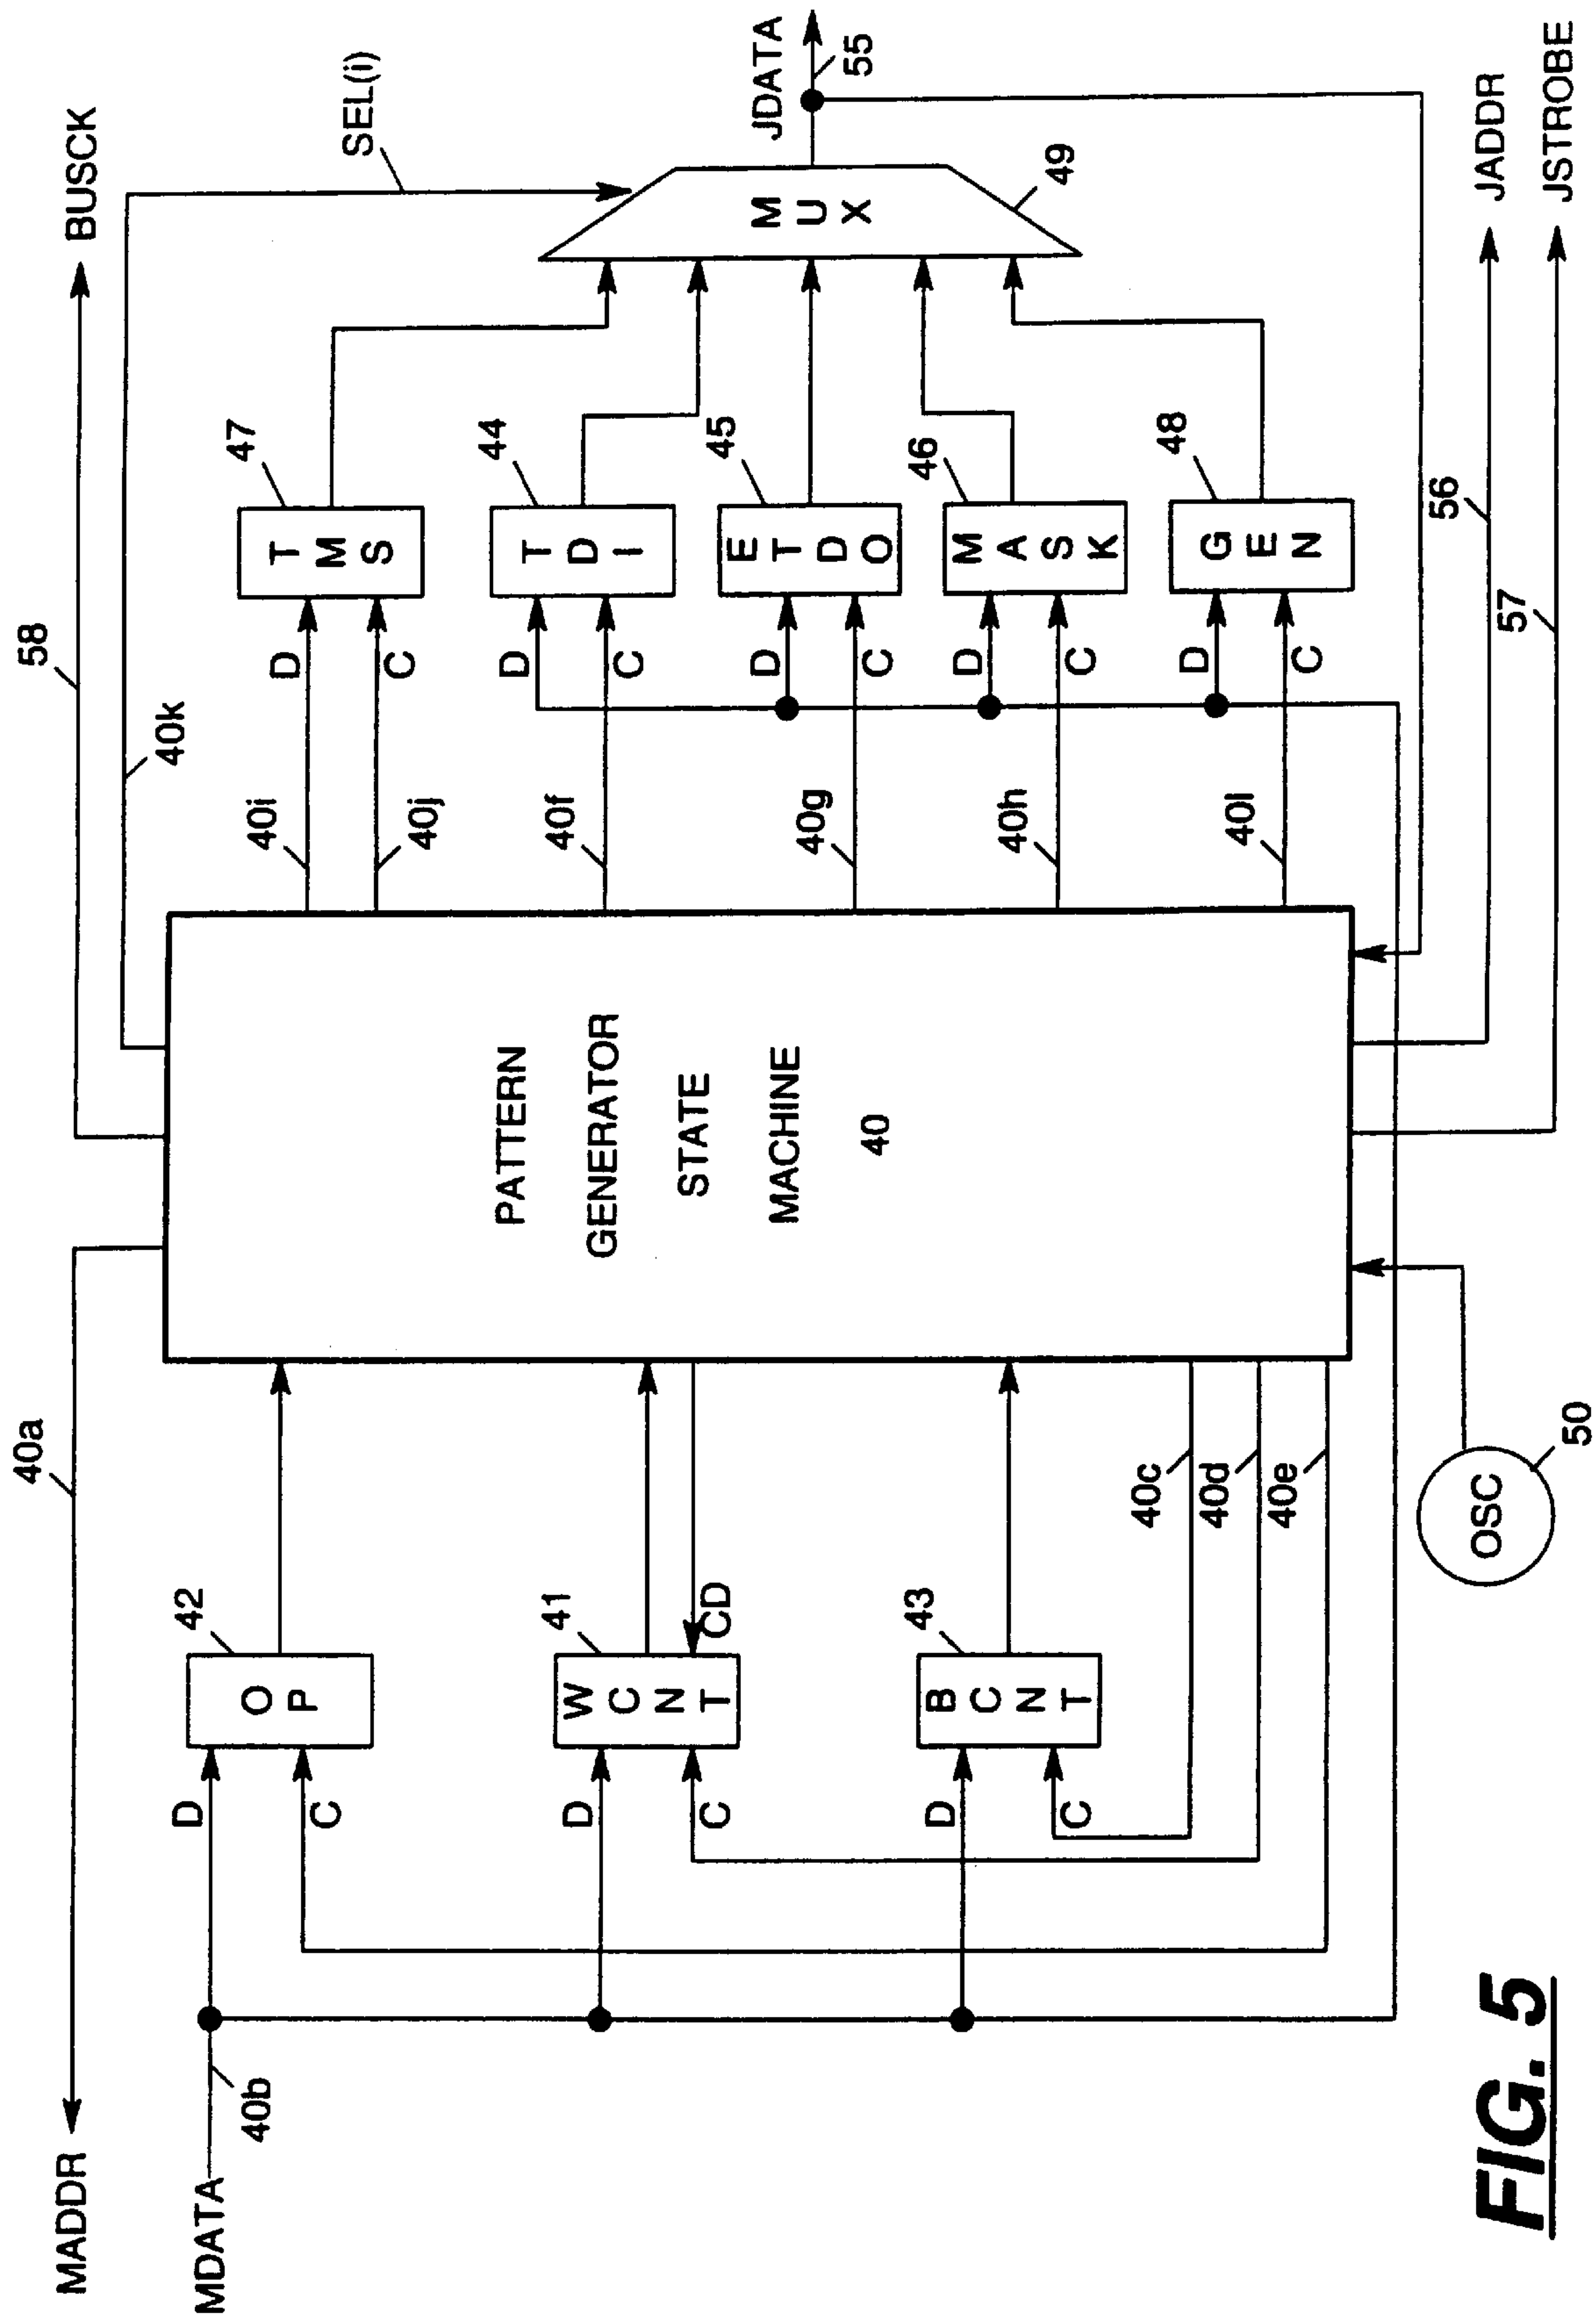 MADDR
40a
58
BUSCK
40k
SEL(i)
MDATA
40b
D
C
OP
42
D
C
WCNT
41
CD
D
C
BCNT
43
40c
40d
40e
OSC
50
PATTERN
GENERATOR
STATE
MACHINE
40
40i
40j
40f
40g
40h
40l
D
C
TMS
47
D
C
TDI
44
D
C
ETDO
45
D
C
MASK
46
D
C
GEN
48
MUX
49
JDATA
55
56
JADDR
57
JSTROBE
FIG. 5